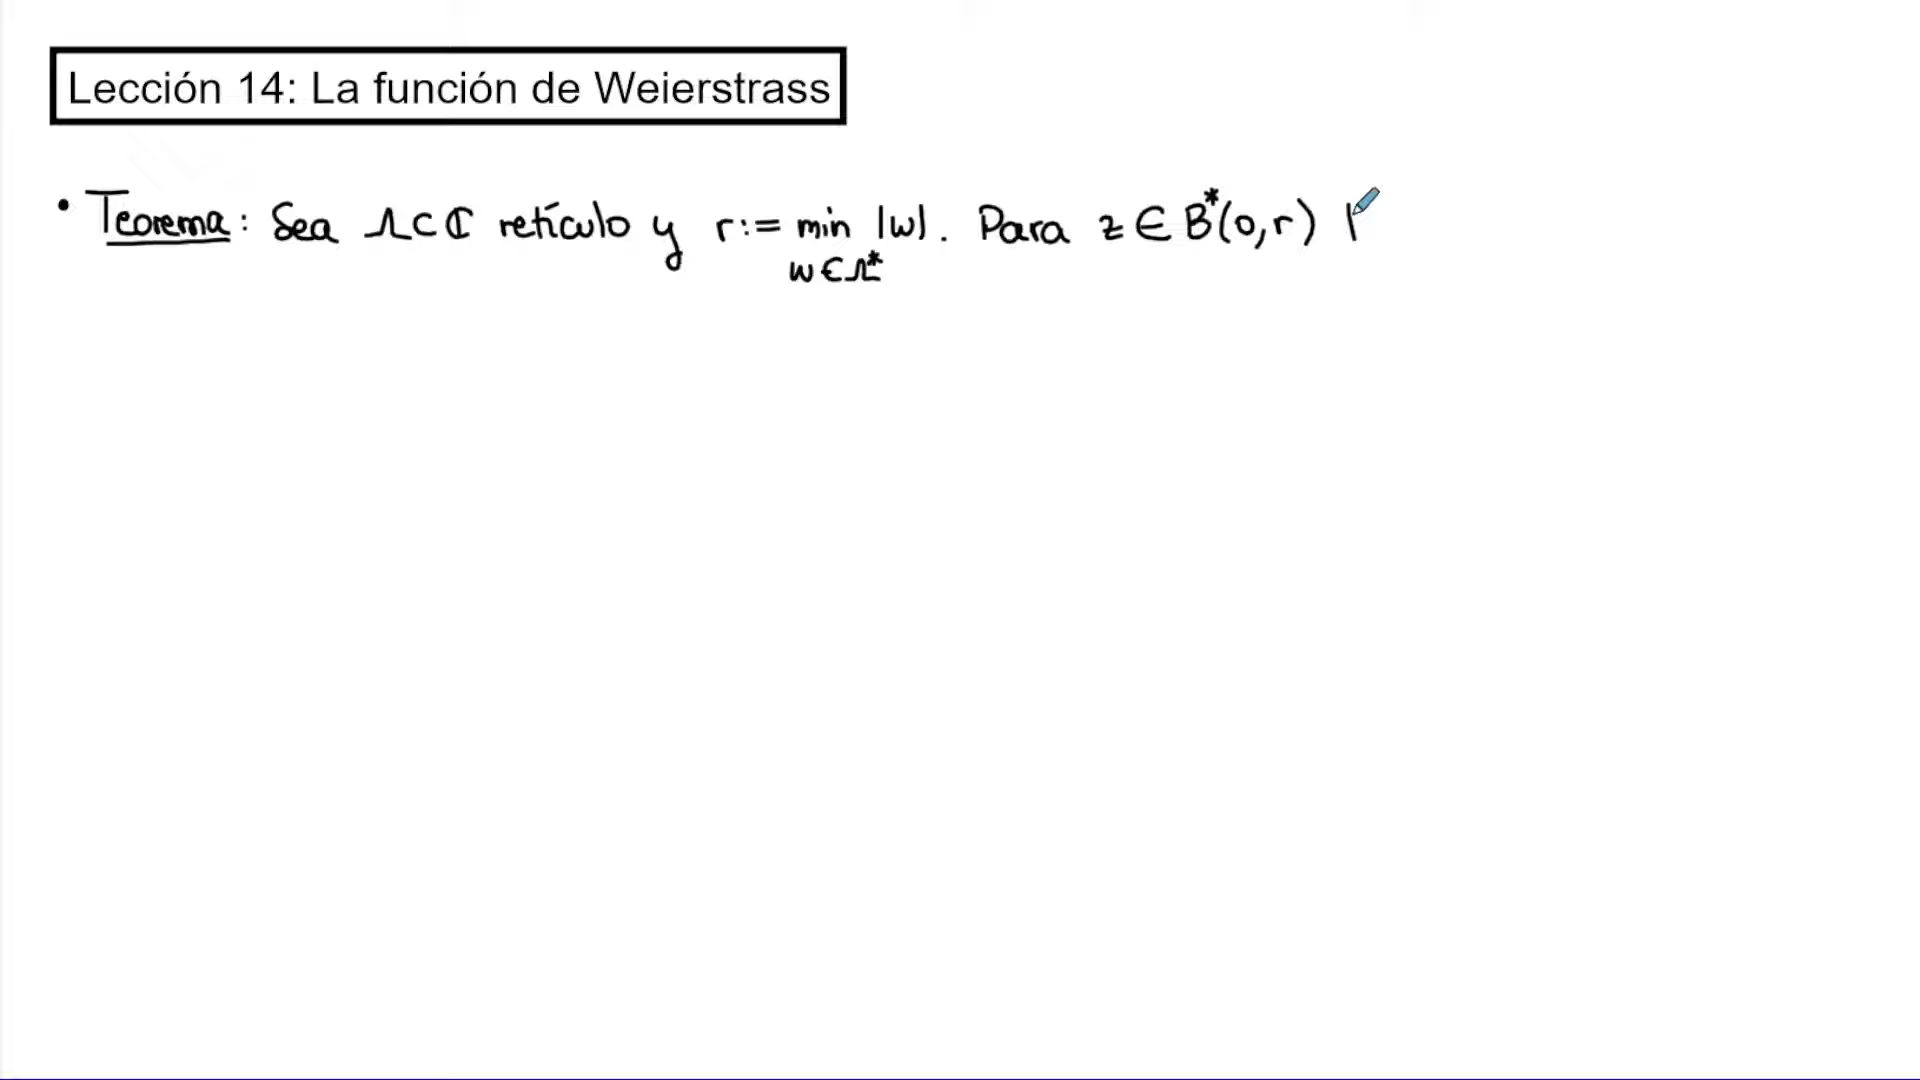 Lección 14: La función de Weierstrass
• Teorema: Sea Λ⊂ℂ retículo y r:= min |w|. Para z∈B*(0,r)
w∈Λ*